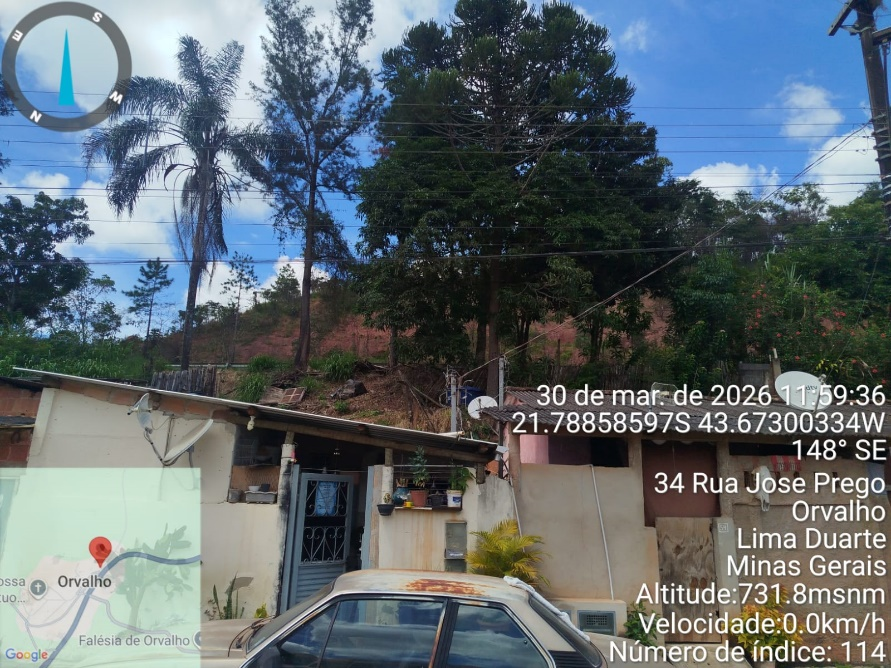 S
E
W
N
30 de mar. de 2026 11:59:36
21.78858597S 43.67300334W
148° SE
34 Rua Jose Prego
Orvalho
Lima Duarte
Minas Gerais
Altitude:731.8msnm
Velocidade:0.0km/h
Número de índice: 114
Orvalho
ossa
tuo...
Falésia de Orvalho
Google